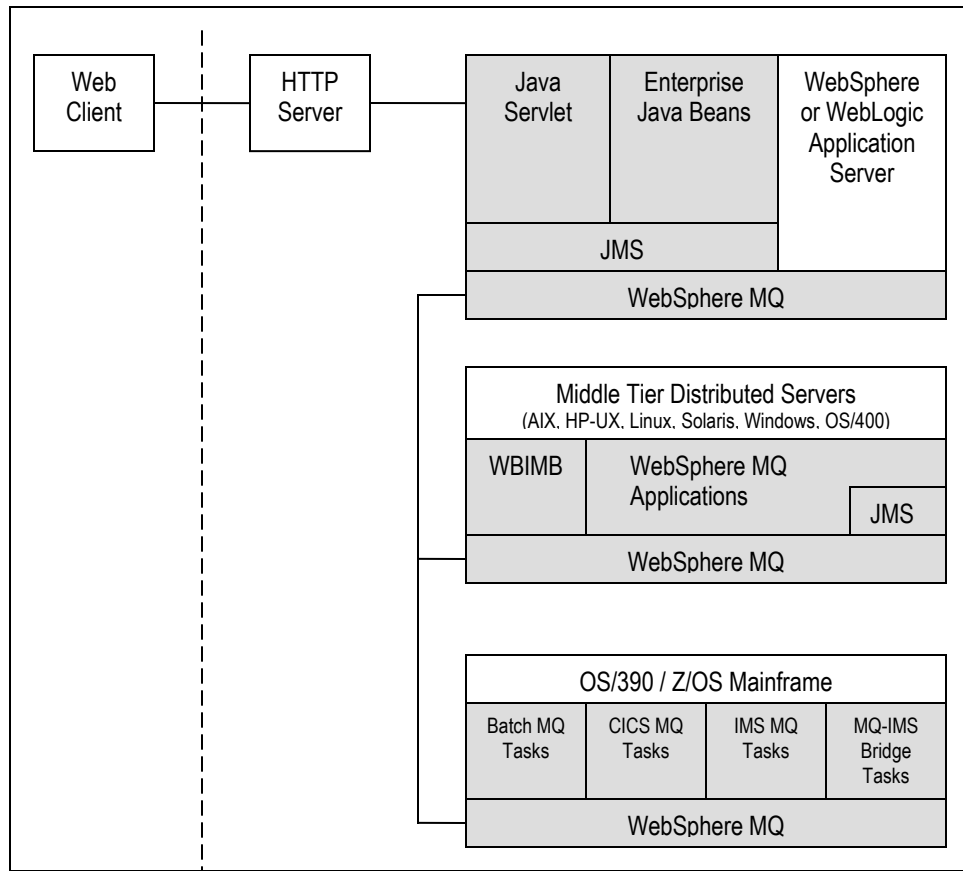 Web
Client
HTTP
Server
Java
Servlet
Enterprise
Java Beans
WebSphere
or WebLogic
Application
Server
JMS
WebSphere MQ
Middle Tier Distributed Servers
(AIX, HP-UX, Linux, Solaris, Windows, OS/400)
WBIMB
WebSphere MQ
Applications
JMS
WebSphere MQ
OS/390 / Z/OS Mainframe
Batch MQ
Tasks
CICS MQ
Tasks
IMS MQ
Tasks
MQ-IMS
Bridge
Tasks
WebSphere MQ